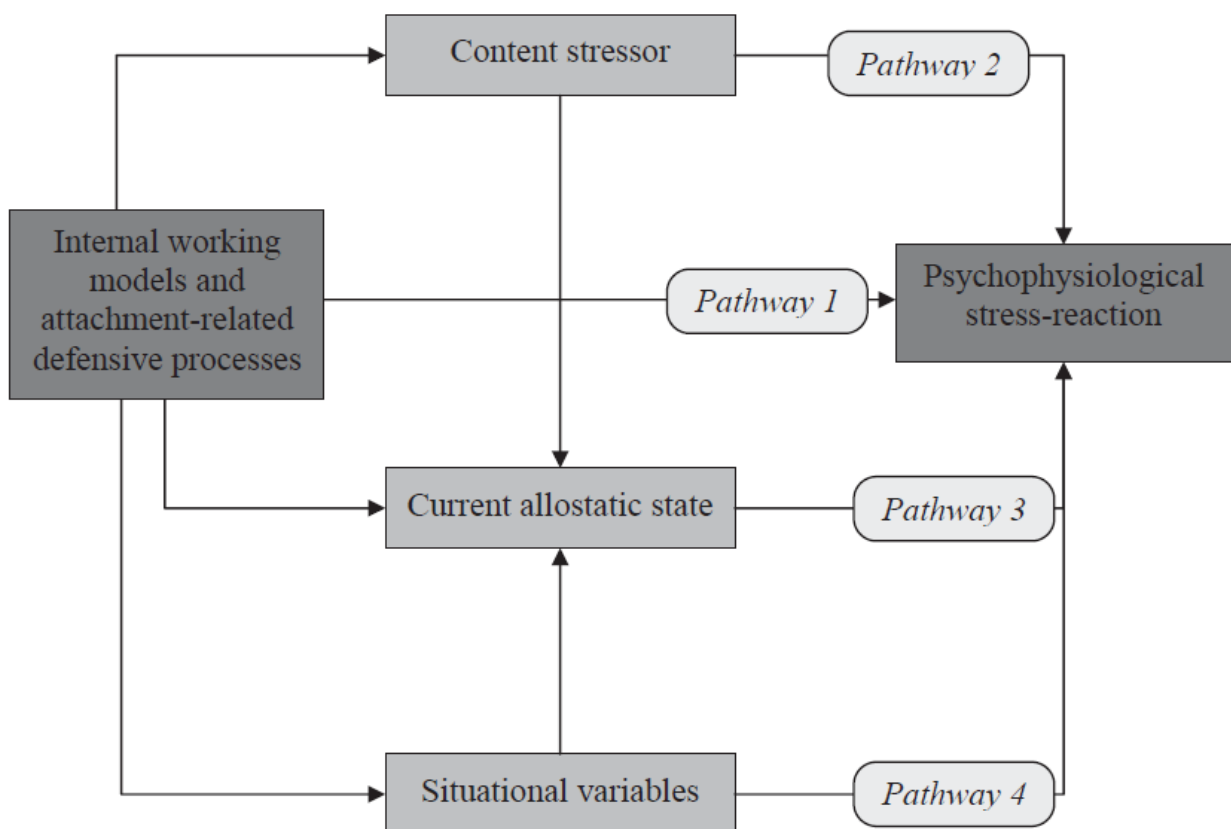 Content stressor
Pathway 2
Internal working
models and
attachment-related
defensive processes
Pathway 1
Psychophysiological
stress-reaction
Current allostatic state
Pathway 3
Situational variables
Pathway 4